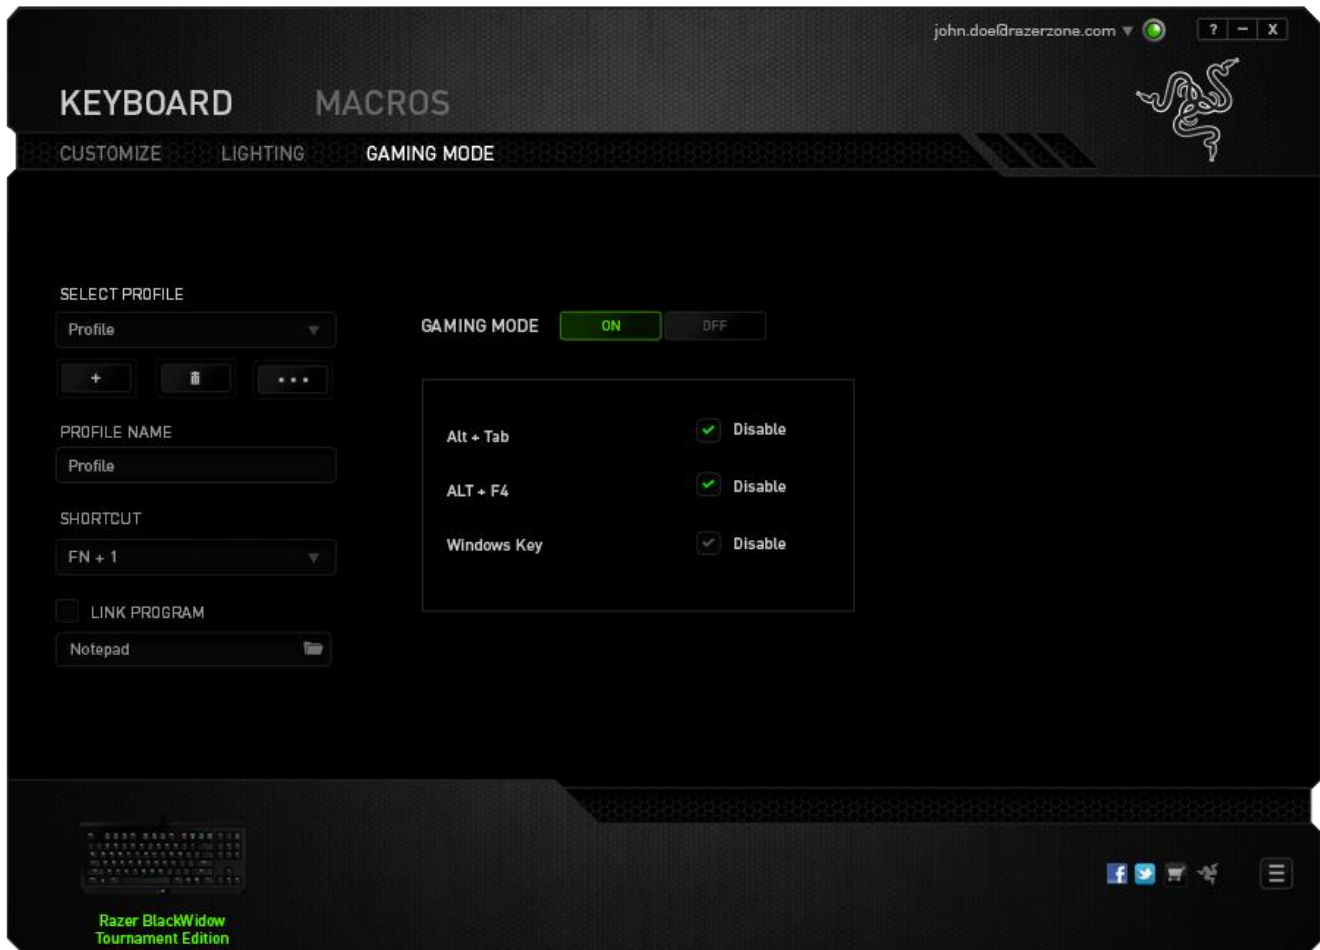 john.doe@razerzone.com
? – X
KEYBOARD MACROS
CUSTOMIZE LIGHTING GAMING MODE
SELECT PROFILE
Profile
GAMING MODE ON OFF
+
PROFILE NAME
Profile
Alt + Tab Disable
ALT + F4 Disable
SHORTCUT
FN + 1
Windows Key Disable
LINK PROGRAM
Notepad
Razer BlackWidow
Tournament Edition